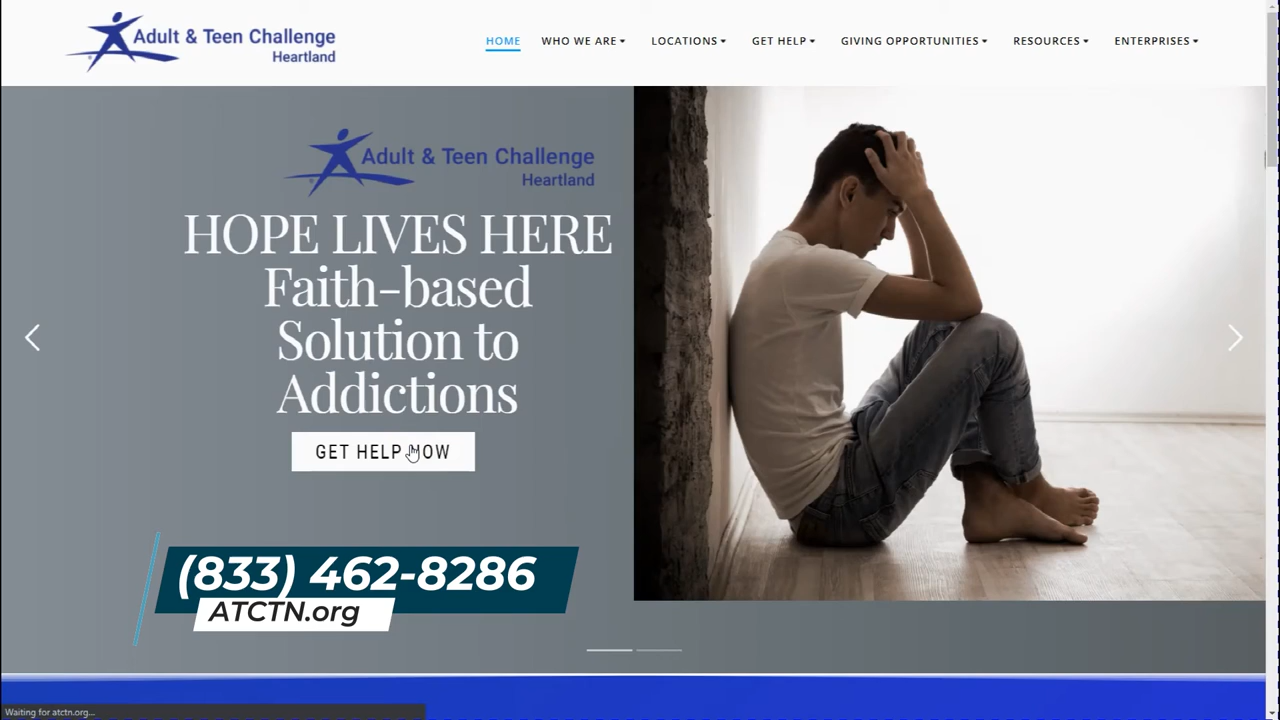 Adult & Teen Challenge
Heartland
HOME WHO WE ARE LOCATIONS GET HELP GIVING OPPORTUNITIES RESOURCES ENTERPRISES
Adult & Teen Challenge
Heartland
HOPE LIVES HERE
Faith-based
Solution to
Addictions
GET HELP NOW
(833) 462-8286
ATCTN.org
Waiting for atctn.org...